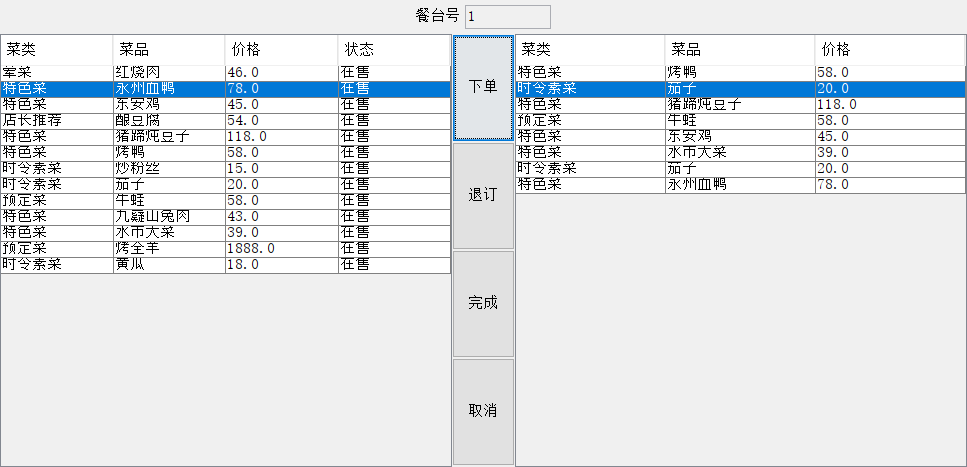 餐台号 1
菜类 菜品 价格 状态
荤菜 红烧肉 46.0 在售
特色菜 永州血鸭 78.0 在售
特色菜 东安鸡 45.0 在售
店长推荐 酿豆腐 54.0 在售
特色菜 猪蹄炖豆子 118.0 在售
特色菜 烤鸭 58.0 在售
时令素菜 炒粉丝 15.0 在售
时令素菜 茄子 20.0 在售
预定菜 牛蛙 58.0 在售
特色菜 九嶷山兔肉 43.0 在售
特色菜 水市大菜 39.0 在售
预定菜 烤全羊 1888.0 在售
时令素菜 黄瓜 18.0 在售
下单
退订
完成
取消
菜类 菜品 价格
特色菜 烤鸭 58.0
时令素菜 茄子 20.0
特色菜 猪蹄炖豆子 118.0
预定菜 牛蛙 58.0
特色菜 东安鸡 45.0
特色菜 水市大菜 39.0
时令素菜 茄子 20.0
特色菜 永州血鸭 78.0